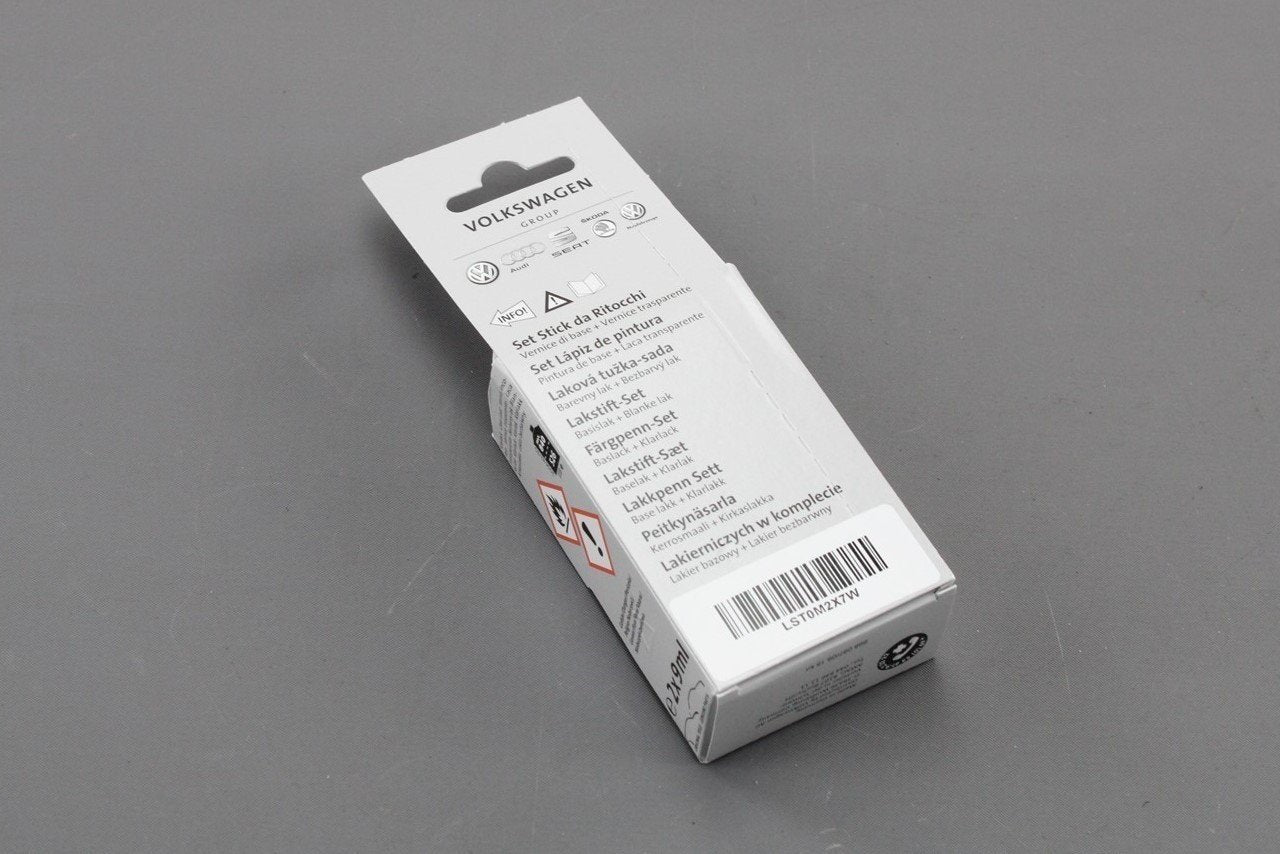 VOLKSWAGEN
GROUP
Audi
SEAT
ŠKODA
Nutzfahrzeuge
INFO!
Set Stick da Ritocchi
Vernice di base + Vernice trasparente
Set Lápiz de pintura
Pintura de base + Laca transparente
Laková tužka-sada
Barevny lak + Bezbarvy lak
Lakstift-Set
Basislak + Blanke lak
Färgpenn-Set
Baslack + Klarlack
Lakstift-Sæt
Baselak + Klarlak
Lakkpenn Sett
Base lakk + Klarlakk
Peitkynäsarla
Kerrosmaali + Kirkaslakka
Lakierniczych w komplecie
Lakier bazowy + Lakier bezbarwny
LST0M2X7W
e 2x9ml